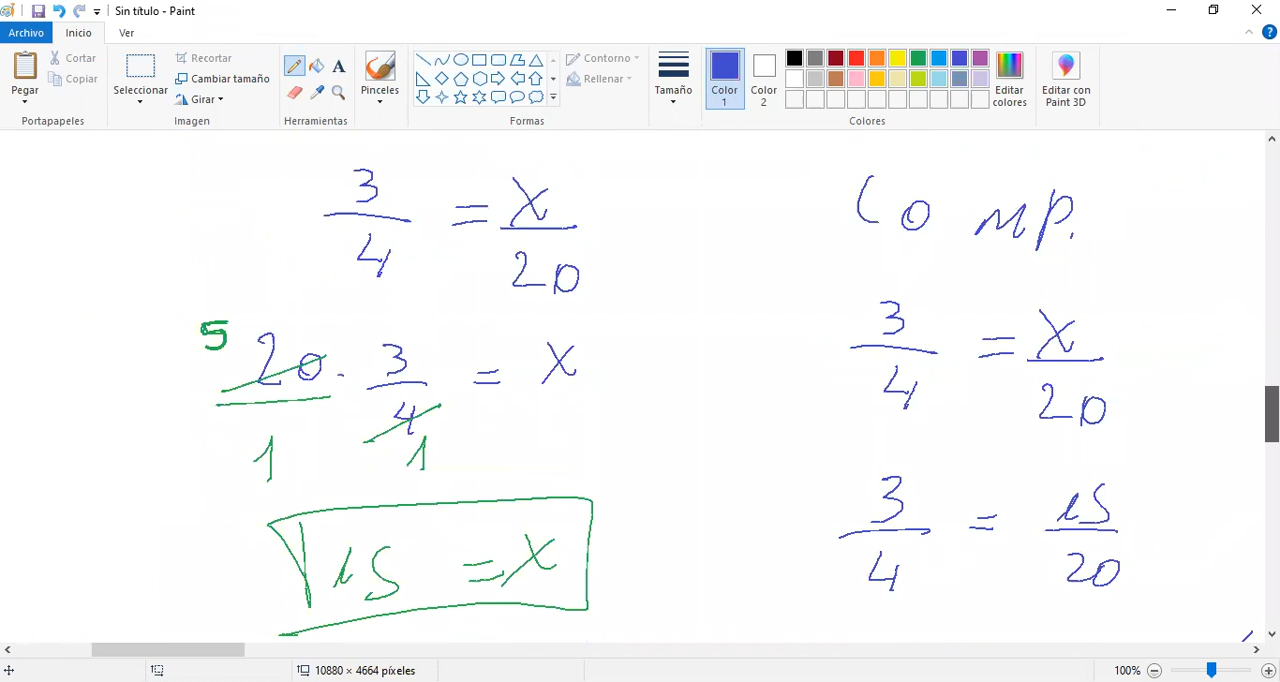 Sin título - Paint
Archivo Inicio Ver
Pegar
Cortar
Copiar
Portapapeles
Seleccionar
Recortar
Cambiar tamaño
Girar
Imagen
A
Herramientas
Pinceles
Contorno
Rellenar
Formas
Tamaño
Color 1
Color 2
Editar colores
Editar con Paint 3D
Colores
3/4 = x/20
5
20 · 3/4 = x
1 1
15 = x
Comp.
3/4 = x/20
3/4 = 15/20
10880 × 4664 píxeles
100%